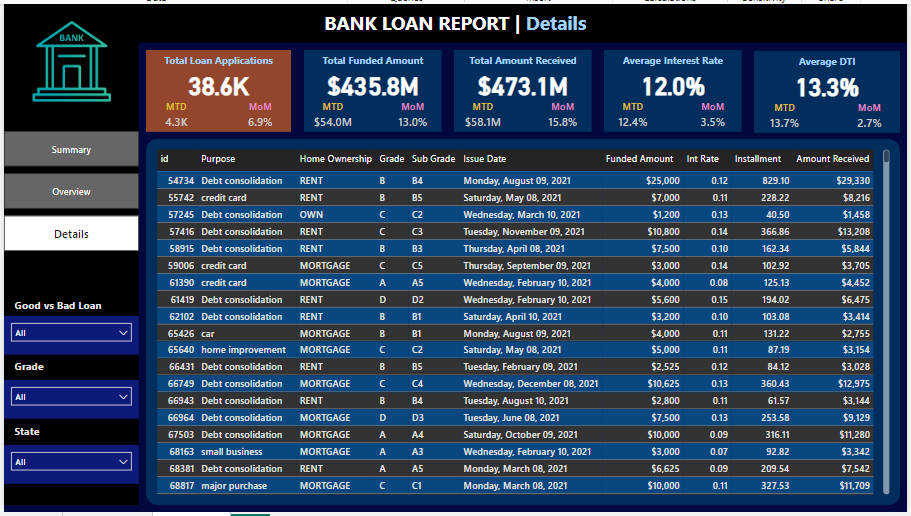 BANK LOAN REPORT | Details
BANK
Total Loan Applications
38.6K
MTD MoM
4.3K 6.9%
Total Funded Amount
$435.8M
MTD MoM
$54.0M 13.0%
Total Amount Received
$473.1M
MTD MoM
$58.1M 15.8%
Average Interest Rate
12.0%
MTD MoM
12.4% 3.5%
Average DTI
13.3%
MTD MoM
13.7% 2.7%
Summary
Overview
Details
Good vs Bad Loan
All
Grade
All
State
All
id Purpose Home Ownership Grade Sub Grade Issue Date Funded Amount Int Rate Installment Amount Received
54734 Debt consolidation RENT B B4 Monday, August 09, 2021 $25,000 0.12 829.10 $29,330
55742 credit card RENT B B5 Saturday, May 08, 2021 $7,000 0.11 228.22 $8,216
57245 Debt consolidation OWN C C2 Wednesday, March 10, 2021 $1,200 0.13 40.50 $1,458
57416 Debt consolidation RENT C C3 Tuesday, November 09, 2021 $10,800 0.14 366.86 $13,208
58915 Debt consolidation RENT B B3 Thursday, April 08, 2021 $7,500 0.10 162.34 $5,844
59006 credit card MORTGAGE C C5 Thursday, September 09, 2021 $3,000 0.14 102.92 $3,705
61390 credit card MORTGAGE A A5 Wednesday, February 10, 2021 $4,000 0.08 125.13 $4,452
61419 Debt consolidation RENT D D2 Wednesday, February 10, 2021 $5,600 0.15 194.02 $6,475
62102 Debt consolidation RENT B B1 Saturday, April 10, 2021 $3,200 0.10 103.08 $3,414
65426 car MORTGAGE B B1 Monday, August 09, 2021 $4,000 0.11 131.22 $2,755
65640 home improvement MORTGAGE C C2 Saturday, May 08, 2021 $5,000 0.11 87.19 $3,154
66431 Debt consolidation RENT B B5 Tuesday, February 09, 2021 $2,525 0.12 84.12 $3,028
66749 Debt consolidation MORTGAGE C C4 Wednesday, December 08, 2021 $10,625 0.13 360.43 $12,975
66943 Debt consolidation RENT B B4 Tuesday, August 10, 2021 $2,800 0.11 61.57 $3,144
66964 Debt consolidation MORTGAGE D D3 Tuesday, June 08, 2021 $7,500 0.13 253.58 $9,129
67503 Debt consolidation MORTGAGE A A4 Saturday, October 09, 2021 $10,000 0.09 316.11 $11,280
68163 small business MORTGAGE A A3 Wednesday, February 10, 2021 $3,000 0.07 92.82 $3,342
68381 Debt consolidation RENT A A5 Monday, March 08, 2021 $6,625 0.09 209.54 $7,542
68817 major purchase MORTGAGE C C1 Monday, March 08, 2021 $10,000 0.11 327.53 $11,709